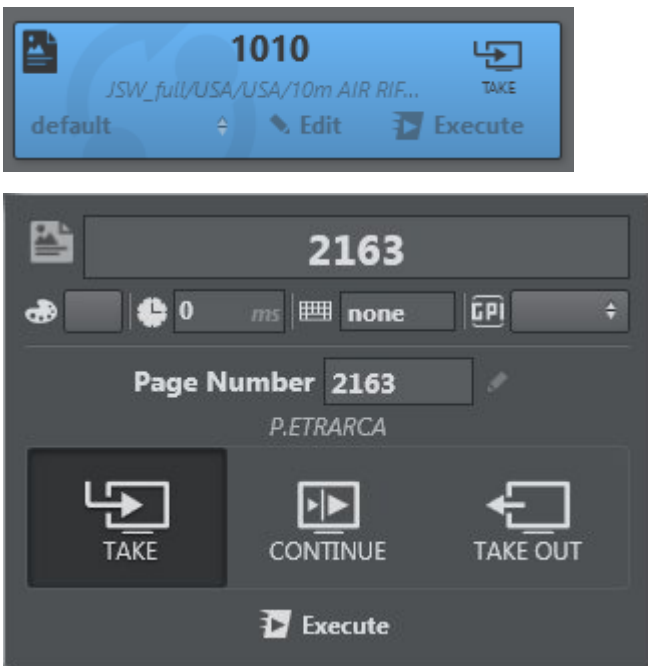 1010
TAKE
JSW_full/USA/USA/10m AIR RIF...
default Edit Execute
2163
0 ms none GPI
Page Number 2163
P.ETRARCA
TAKE CONTINUE TAKE OUT
Execute